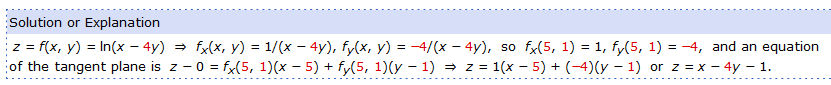 Solution or Explanation
z = f(x, y) = ln(x − 4y) ⇒ fx(x, y) = 1/(x − 4y), fy(x, y) = −4/(x − 4y), so fx(5, 1) = 1, fy(5, 1) = −4, and an equation
of the tangent plane is z − 0 = fx(5, 1)(x − 5) + fy(5, 1)(y − 1) ⇒ z = 1(x − 5) + (−4)(y − 1) or z = x − 4y − 1.